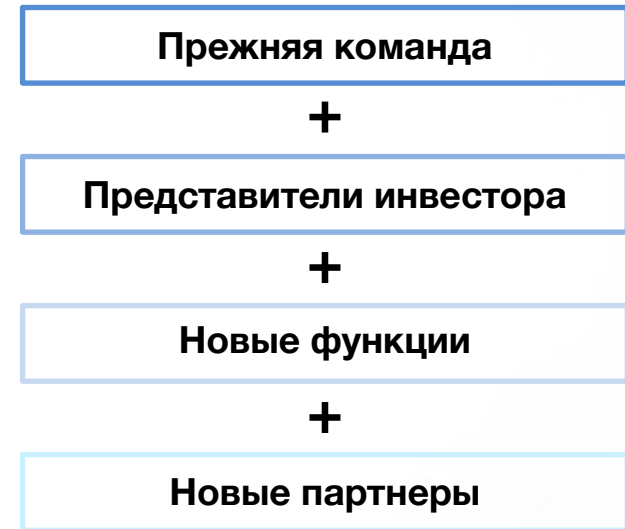 Прежняя команда
+
Представители инвестора
+
Новые функции
+
Новые партнеры